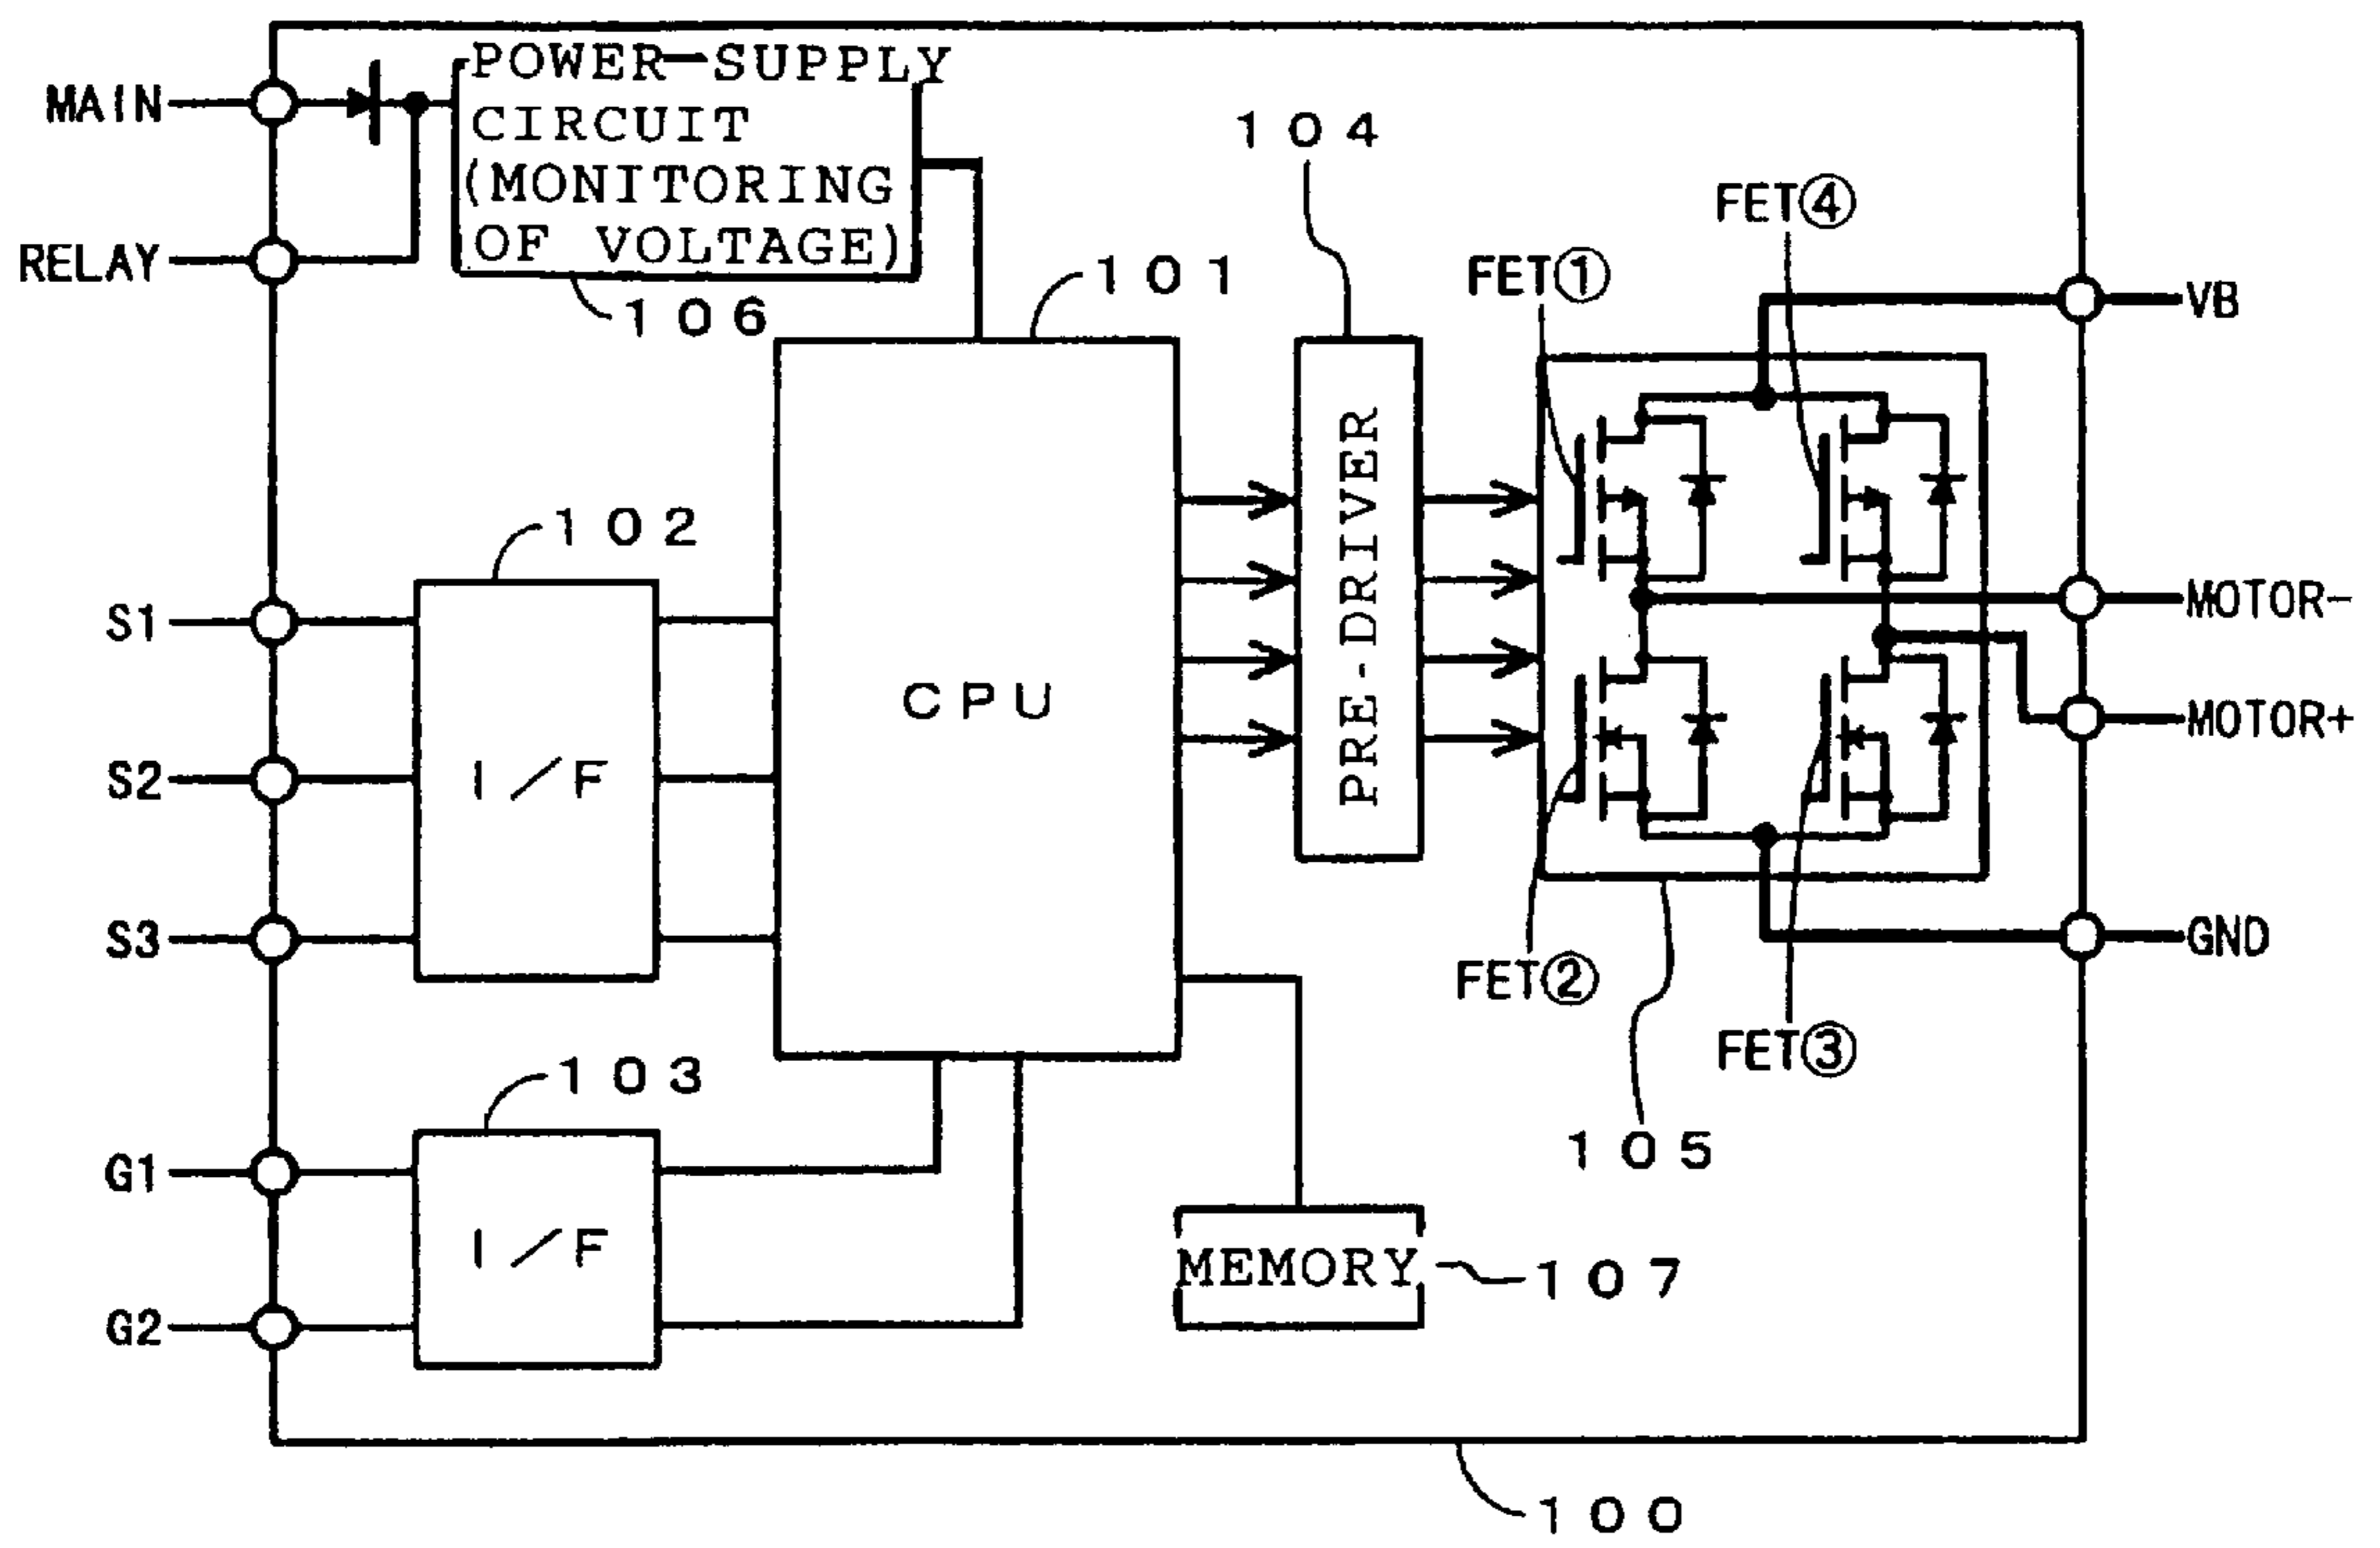 MAIN
POWER-SUPPLY
CIRCUIT
(MONITORING
OF VOLTAGE)
RELAY
106
101
104
FET①
FET④
VB
102
S1
S2
S3
I/F
CPU
PRE-DRIVER
MOTOR-
MOTOR+
GND
FET②
FET③
105
103
G1
G2
I/F
MEMORY
107
100